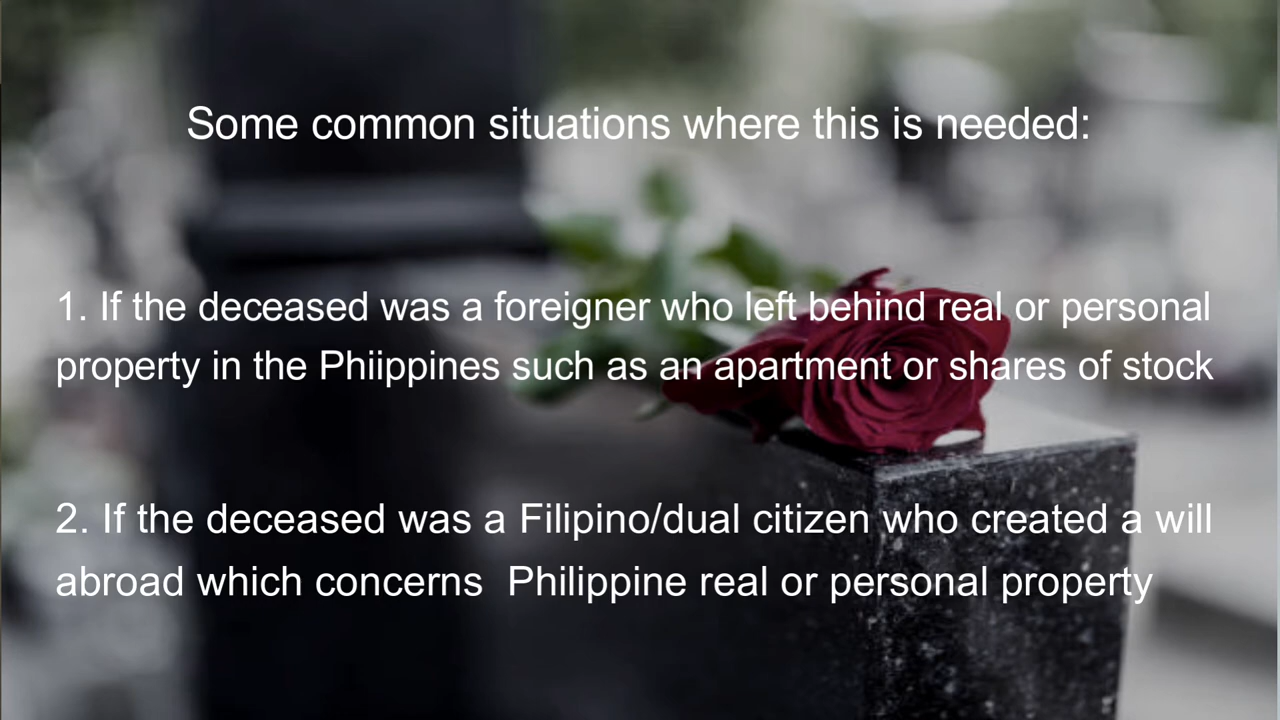 Some common situations where this is needed:
1. If the deceased was a foreigner who left behind real or personal
property in the Phiippines such as an apartment or shares of stock
2. If the deceased was a Filipino/dual citizen who created a will
abroad which concerns  Philippine real or personal property